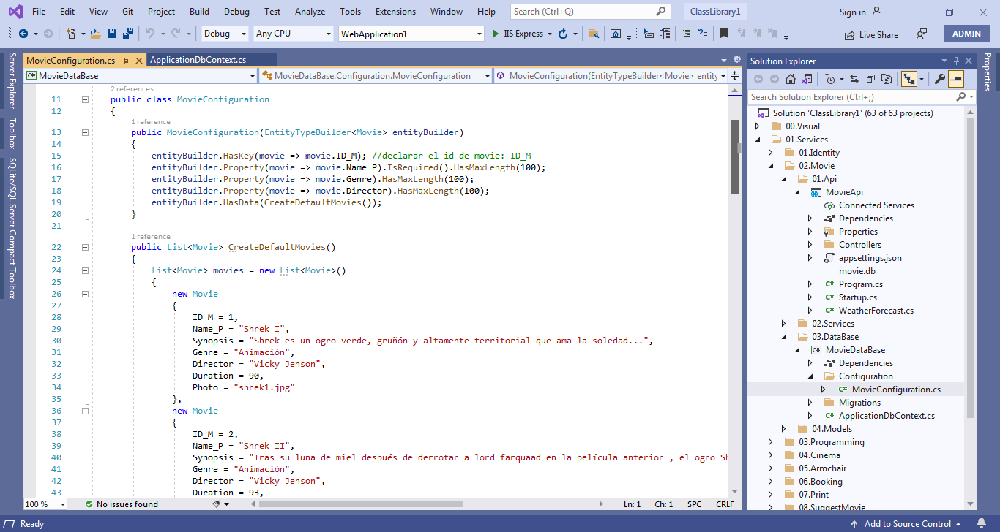 File Edit View Git Project Build Debug Test Analyze Tools Extensions Window Help Search (Ctrl+Q) ClassLibrary1 Sign in
Debug Any CPU WebApplication1 IIS Express Live Share ADMIN
Server Explorer
Toolbox
SQLite/SQL Server Compact Toolbox
MovieConfiguration.cs ApplicationDbContext.cs
MovieDataBase MovieDataBase.Configuration.MovieConfiguration MovieConfiguration(EntityTypeBuilder<Movie> entity
2 references
11 public class MovieConfiguration
12 {
1 reference
13 public MovieConfiguration(EntityTypeBuilder<Movie> entityBuilder)
14 {
15 entityBuilder.HasKey(movie => movie.ID_M); //declarar el id de movie: ID_M
16 entityBuilder.Property(movie => movie.Name_P).IsRequired().HasMaxLength(100);
17 entityBuilder.Property(movie => movie.Genre).HasMaxLength(100);
18 entityBuilder.Property(movie => movie.Director).HasMaxLength(100);
19 entityBuilder.HasData(CreateDefaultMovies());
20 }
21
1 reference
22 public List<Movie> CreateDefaultMovies()
23 {
24 List<Movie> movies = new List<Movie>()
25 {
26 new Movie
27 {
28 ID_M = 1,
29 Name_P = "Shrek I",
30 Synopsis = "Shrek es un ogro verde, gruñón y altamente territorial que ama la soledad...",
31 Genre = "Animación",
32 Director = "Vicky Jenson",
33 Duration = 90,
34 Photo = "shrek1.jpg"
35 },
36 new Movie
37 {
38 ID_M = 2,
39 Name_P = "Shrek II",
40 Synopsis = "Tras su luna de miel después de derrotar a lord farquaad en la película anterior , el ogro Sh
41 Genre = "Animación",
42 Director = "Vicky Jenson",
43 Duration = 93,
100 % No issues found Ln: 1 Ch: 1 SPC CRLF
Solution Explorer
Search Solution Explorer (Ctrl+;)
Solution 'ClassLibrary1' (63 of 63 projects)
00.Visual
01.Services
01.Identity
02.Movie
01.Api
MovieApi
Connected Services
Dependencies
Properties
Controllers
appsettings.json
movie.db
Program.cs
Startup.cs
WeatherForecast.cs
02.Services
03.DataBase
MovieDataBase
Dependencies
Configuration
MovieConfiguration.cs
Migrations
ApplicationDbContext.cs
04.Models
03.Programming
04.Cinema
05.Armchair
06.Booking
07.Print
08.SuggestMovie
Properties
Ready Add to Source Control